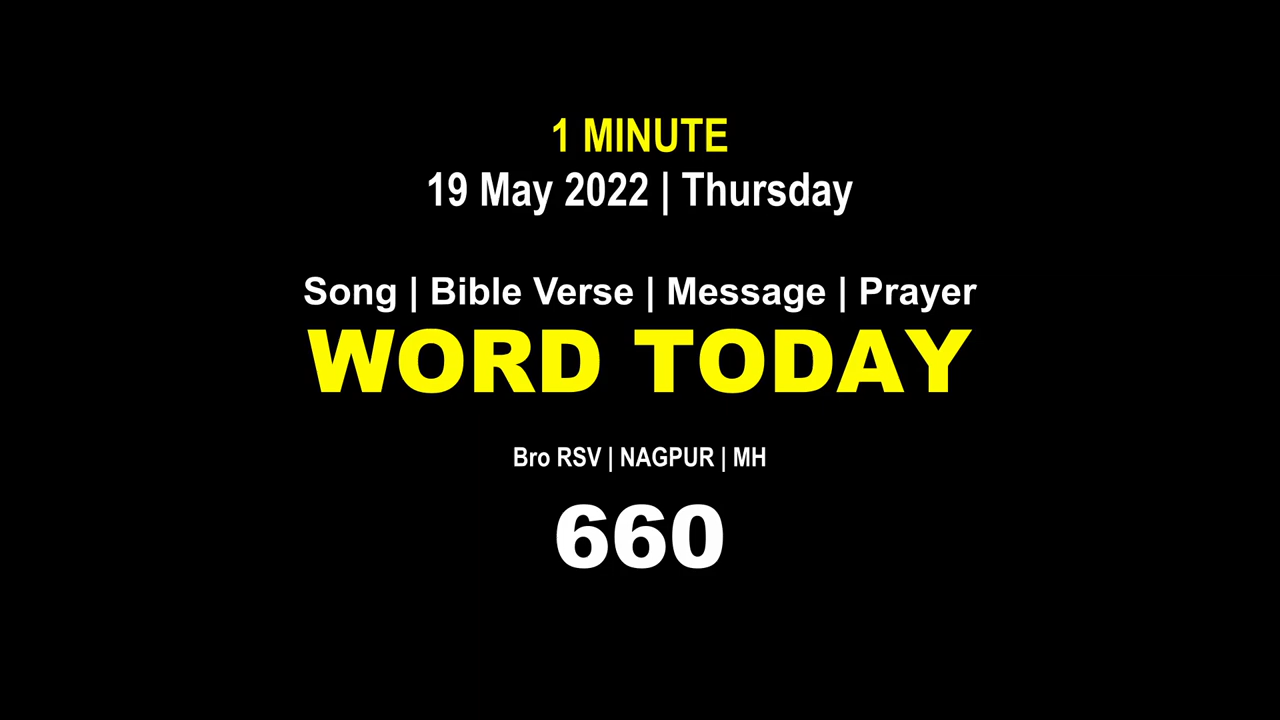 1 MINUTE
19 May 2022 | Thursday
Song | Bible Verse | Message | Prayer
WORD TODAY
Bro RSV | NAGPUR | MH
660